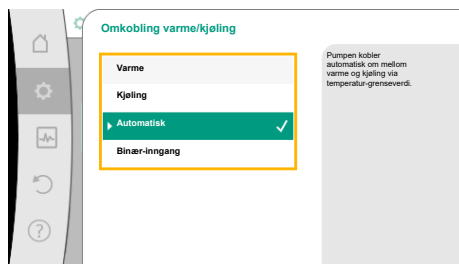 Omkobling varme/kjøling
Varme
Kjøling
Automatisk
Binær-inngang
Pumpen kobler
automatisk om mellom
varme og kjøling via
temperatur-grenseverdi.